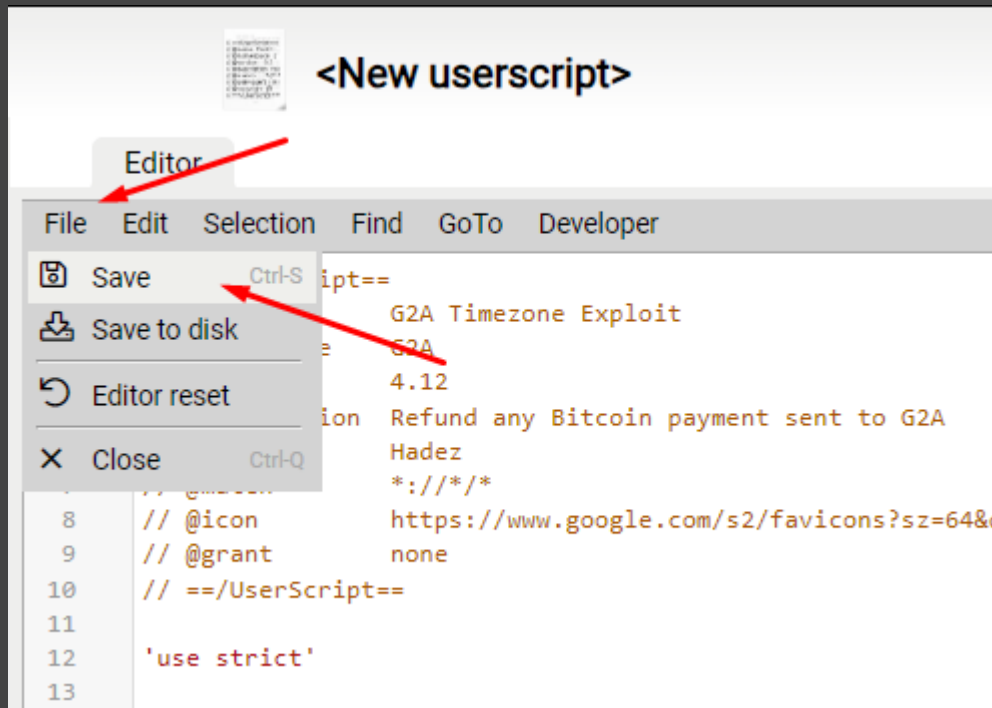 <New userscript>
Editor
File Edit Selection Find GoTo Developer
Save Ctrl-S ipt==
G2A Timezone Exploit
Save to disk
e G2A
4.12
Editor reset
ion Refund any Bitcoin payment sent to G2A
Hadez
Close Ctrl-Q
*://*/*
8 // @icon https://www.google.com/s2/favicons?sz=64&
9 // @grant none
10 // ==/UserScript==
11
12 'use strict'
13